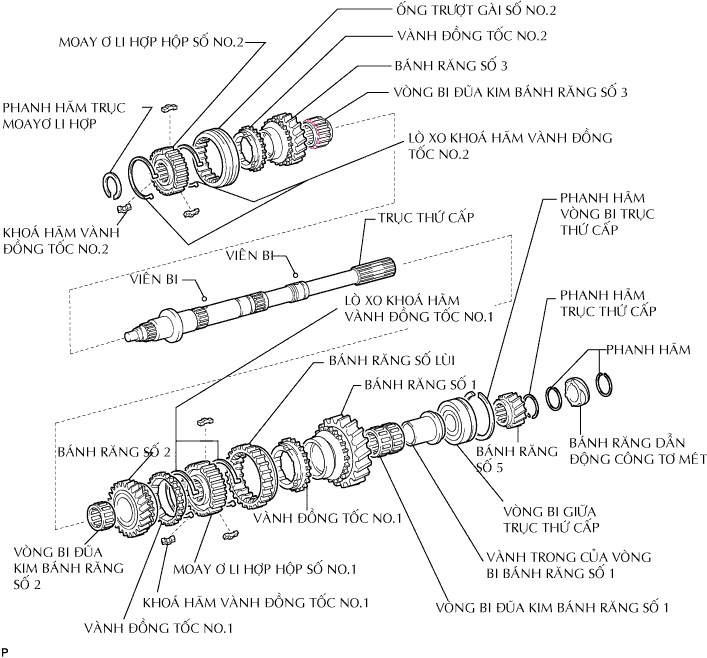 ỐNG TRƯỢT GÀI SỐ NO.2
VÀNH ĐỒNG TỐC NO.2
MOAY Ơ LI HỢP HỘP SỐ NO.2
BÁNH RĂNG SỐ 3
VÒNG BI ĐŨA KIM BÁNH RĂNG SỐ 3
PHANH HÃM TRỤC
MOAYƠ LI HỢP
LÒ XO KHOÁ HÃM VÀNH ĐỒNG
TỐC NO.2
KHOÁ HÃM VÀNH
ĐỒNG TỐC NO.2
PHANH HÃM
VÒNG BI TRỤC
THỨ CẤP
TRỤC THỨ CẤP
VIÊN BI
VIÊN BI
LÒ XO KHOÁ HÃM
VÀNH ĐỒNG TỐC NO.1
PHANH HÃM
TRỤC THỨ CẤP
PHANH HÃM
BÁNH RĂNG SỐ LÙI
BÁNH RĂNG SỐ 1
BÁNH RĂNG SỐ 2
BÁNH RĂNG
SỐ 5
BÁNH RĂNG DẪN
ĐỘNG CÔNG TƠ MÉT
VÀNH ĐỒNG TỐC NO.1
VÒNG BI GIỮA
TRỤC THỨ CẤP
VÒNG BI ĐŨA
KIM BÁNH RĂNG
SỐ 2
MOAY Ơ LI HỢP HỘP SỐ NO.1
VÀNH TRONG CỦA VÒNG
BI BÁNH RĂNG SỐ 1
KHOÁ HÃM VÀNH ĐỒNG TỐC NO.1
VÒNG BI ĐŨA KIM BÁNH RĂNG SỐ 1
VÀNH ĐỒNG TỐC NO.1
P